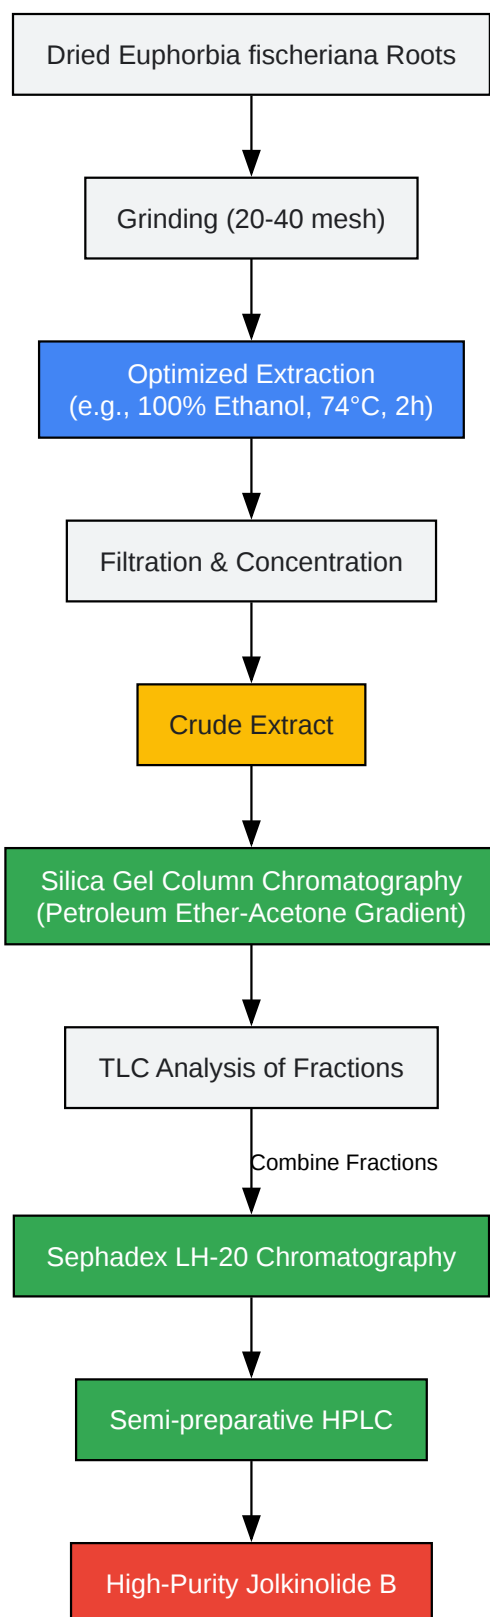 Dried Euphorbia fischeriana Roots
Grinding (20-40 mesh)
Optimized Extraction
(e.g., 100% Ethanol, 74°C, 2h)
Filtration & Concentration
Crude Extract
Silica Gel Column Chromatography
(Petroleum Ether-Acetone Gradient)
TLC Analysis of Fractions
Combine Fractions
Sephadex LH-20 Chromatography
Semi-preparative HPLC
High-Purity Jolkinolide B